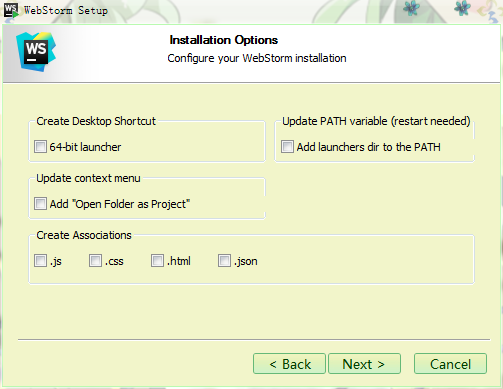 WS WebStorm Setup
WS
Installation Options
Configure your WebStorm installation
Create Desktop Shortcut
64-bit launcher
Update PATH variable (restart needed)
Add launchers dir to the PATH
Update context menu
Add "Open Folder as Project"
Create Associations
.js .css .html .json
< Back Next > Cancel